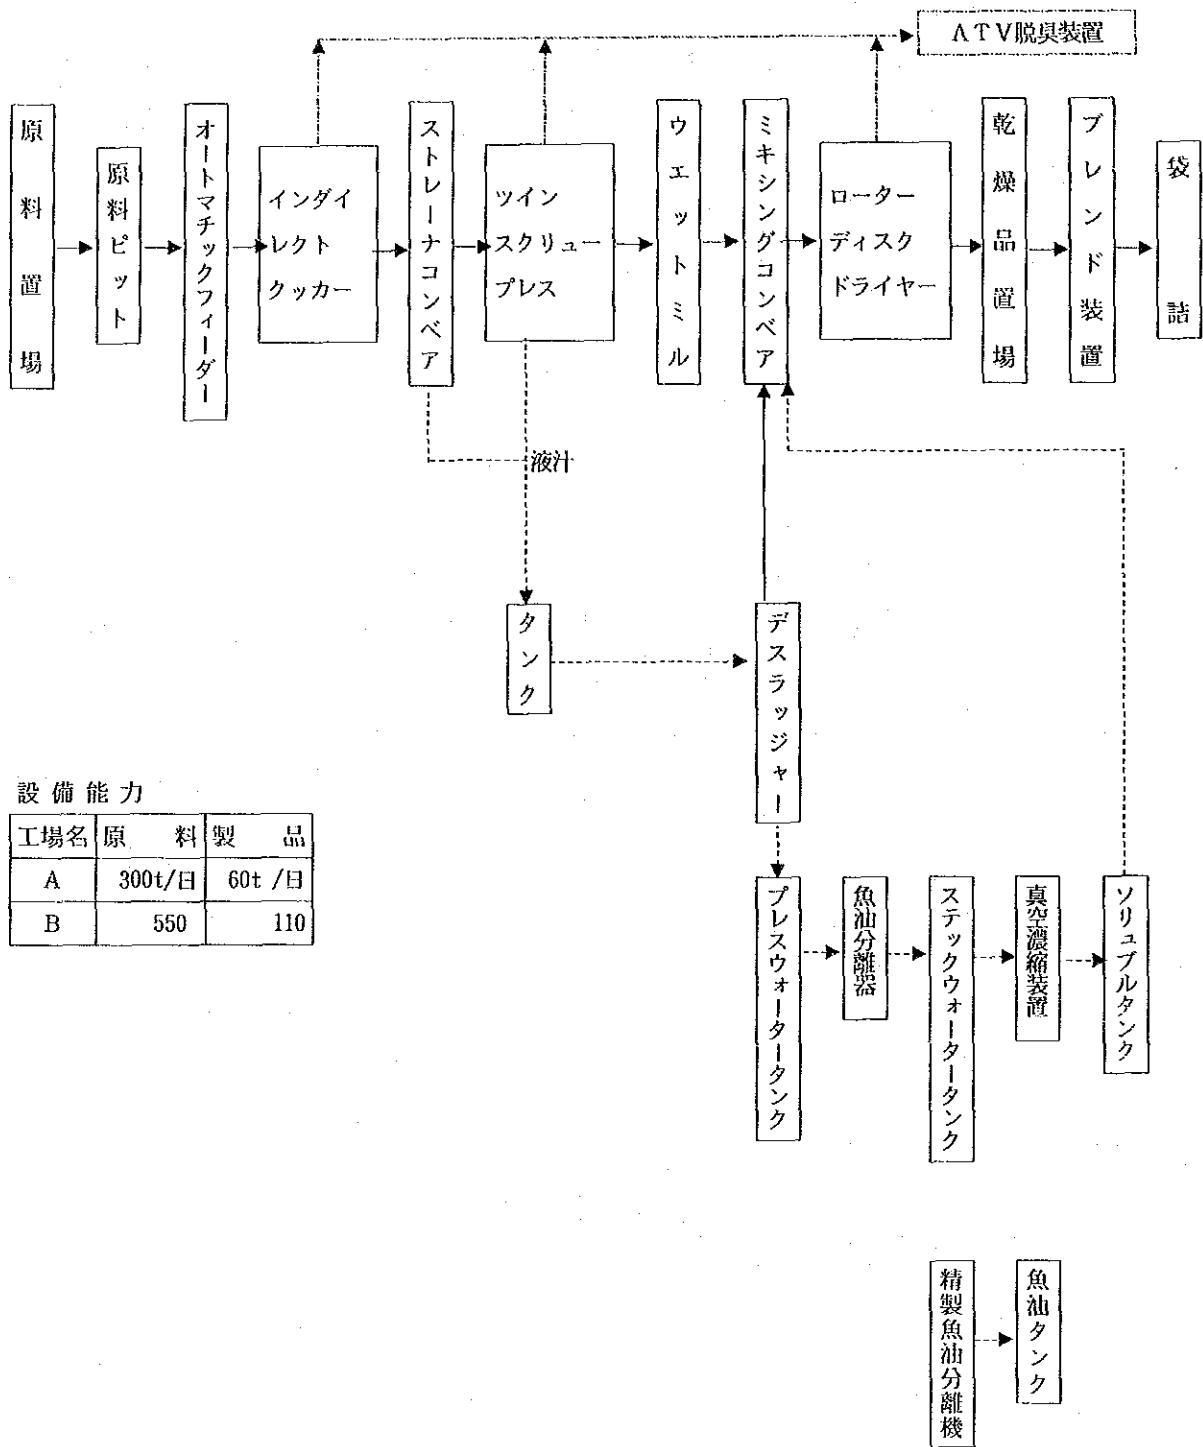 ATV脱臭装置
原料置場
原料ピット
オートマチックフィーダー
インダイ
レクト
クッカー
ストレーナコンベア
ツイン
スクリュー
プレス
ウエットミル
ミキシングコンベア
ローター
ディスク
ドライヤー
乾燥品置場
ブレンド装置
袋詰
液汁
タンク
デスラッジャー
設備能力
工場名 原料 製品
A 300t/日 60t/日
B 550 110
プレスウォータータンク
魚油分離器
ステックウォータータンク
真空濃縮装置
ソリュブルタンク
精製魚油分離機
魚油タンク